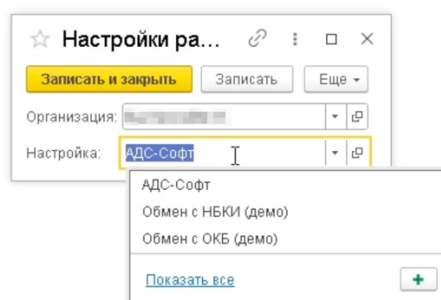 Настройки ра...
Записать и закрыть Записать Еще
Организация:
Настройка: АДС-Софт
АДС-Софт
Обмен с НБКИ (демо)
Обмен с ОКБ (демо)
Показать все